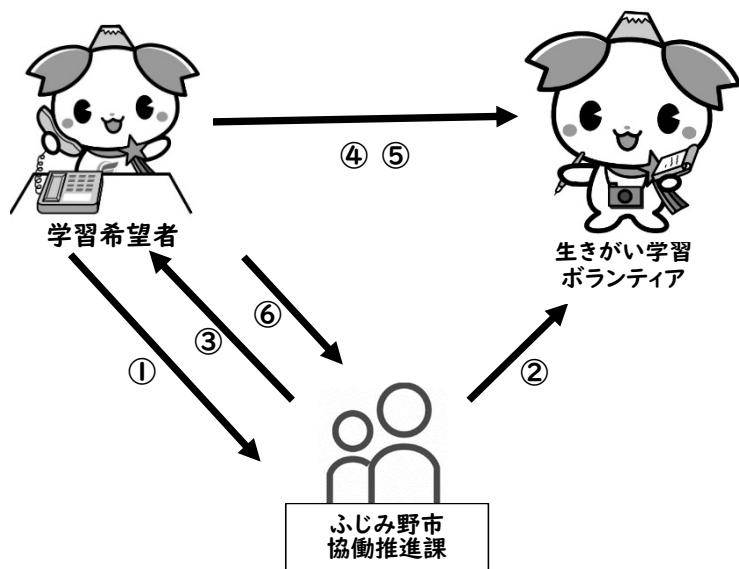 ④ ⑤
学習希望者
生きがい学習
ボランティア
①
③
⑥
②
ふじみ野市
協働推進課